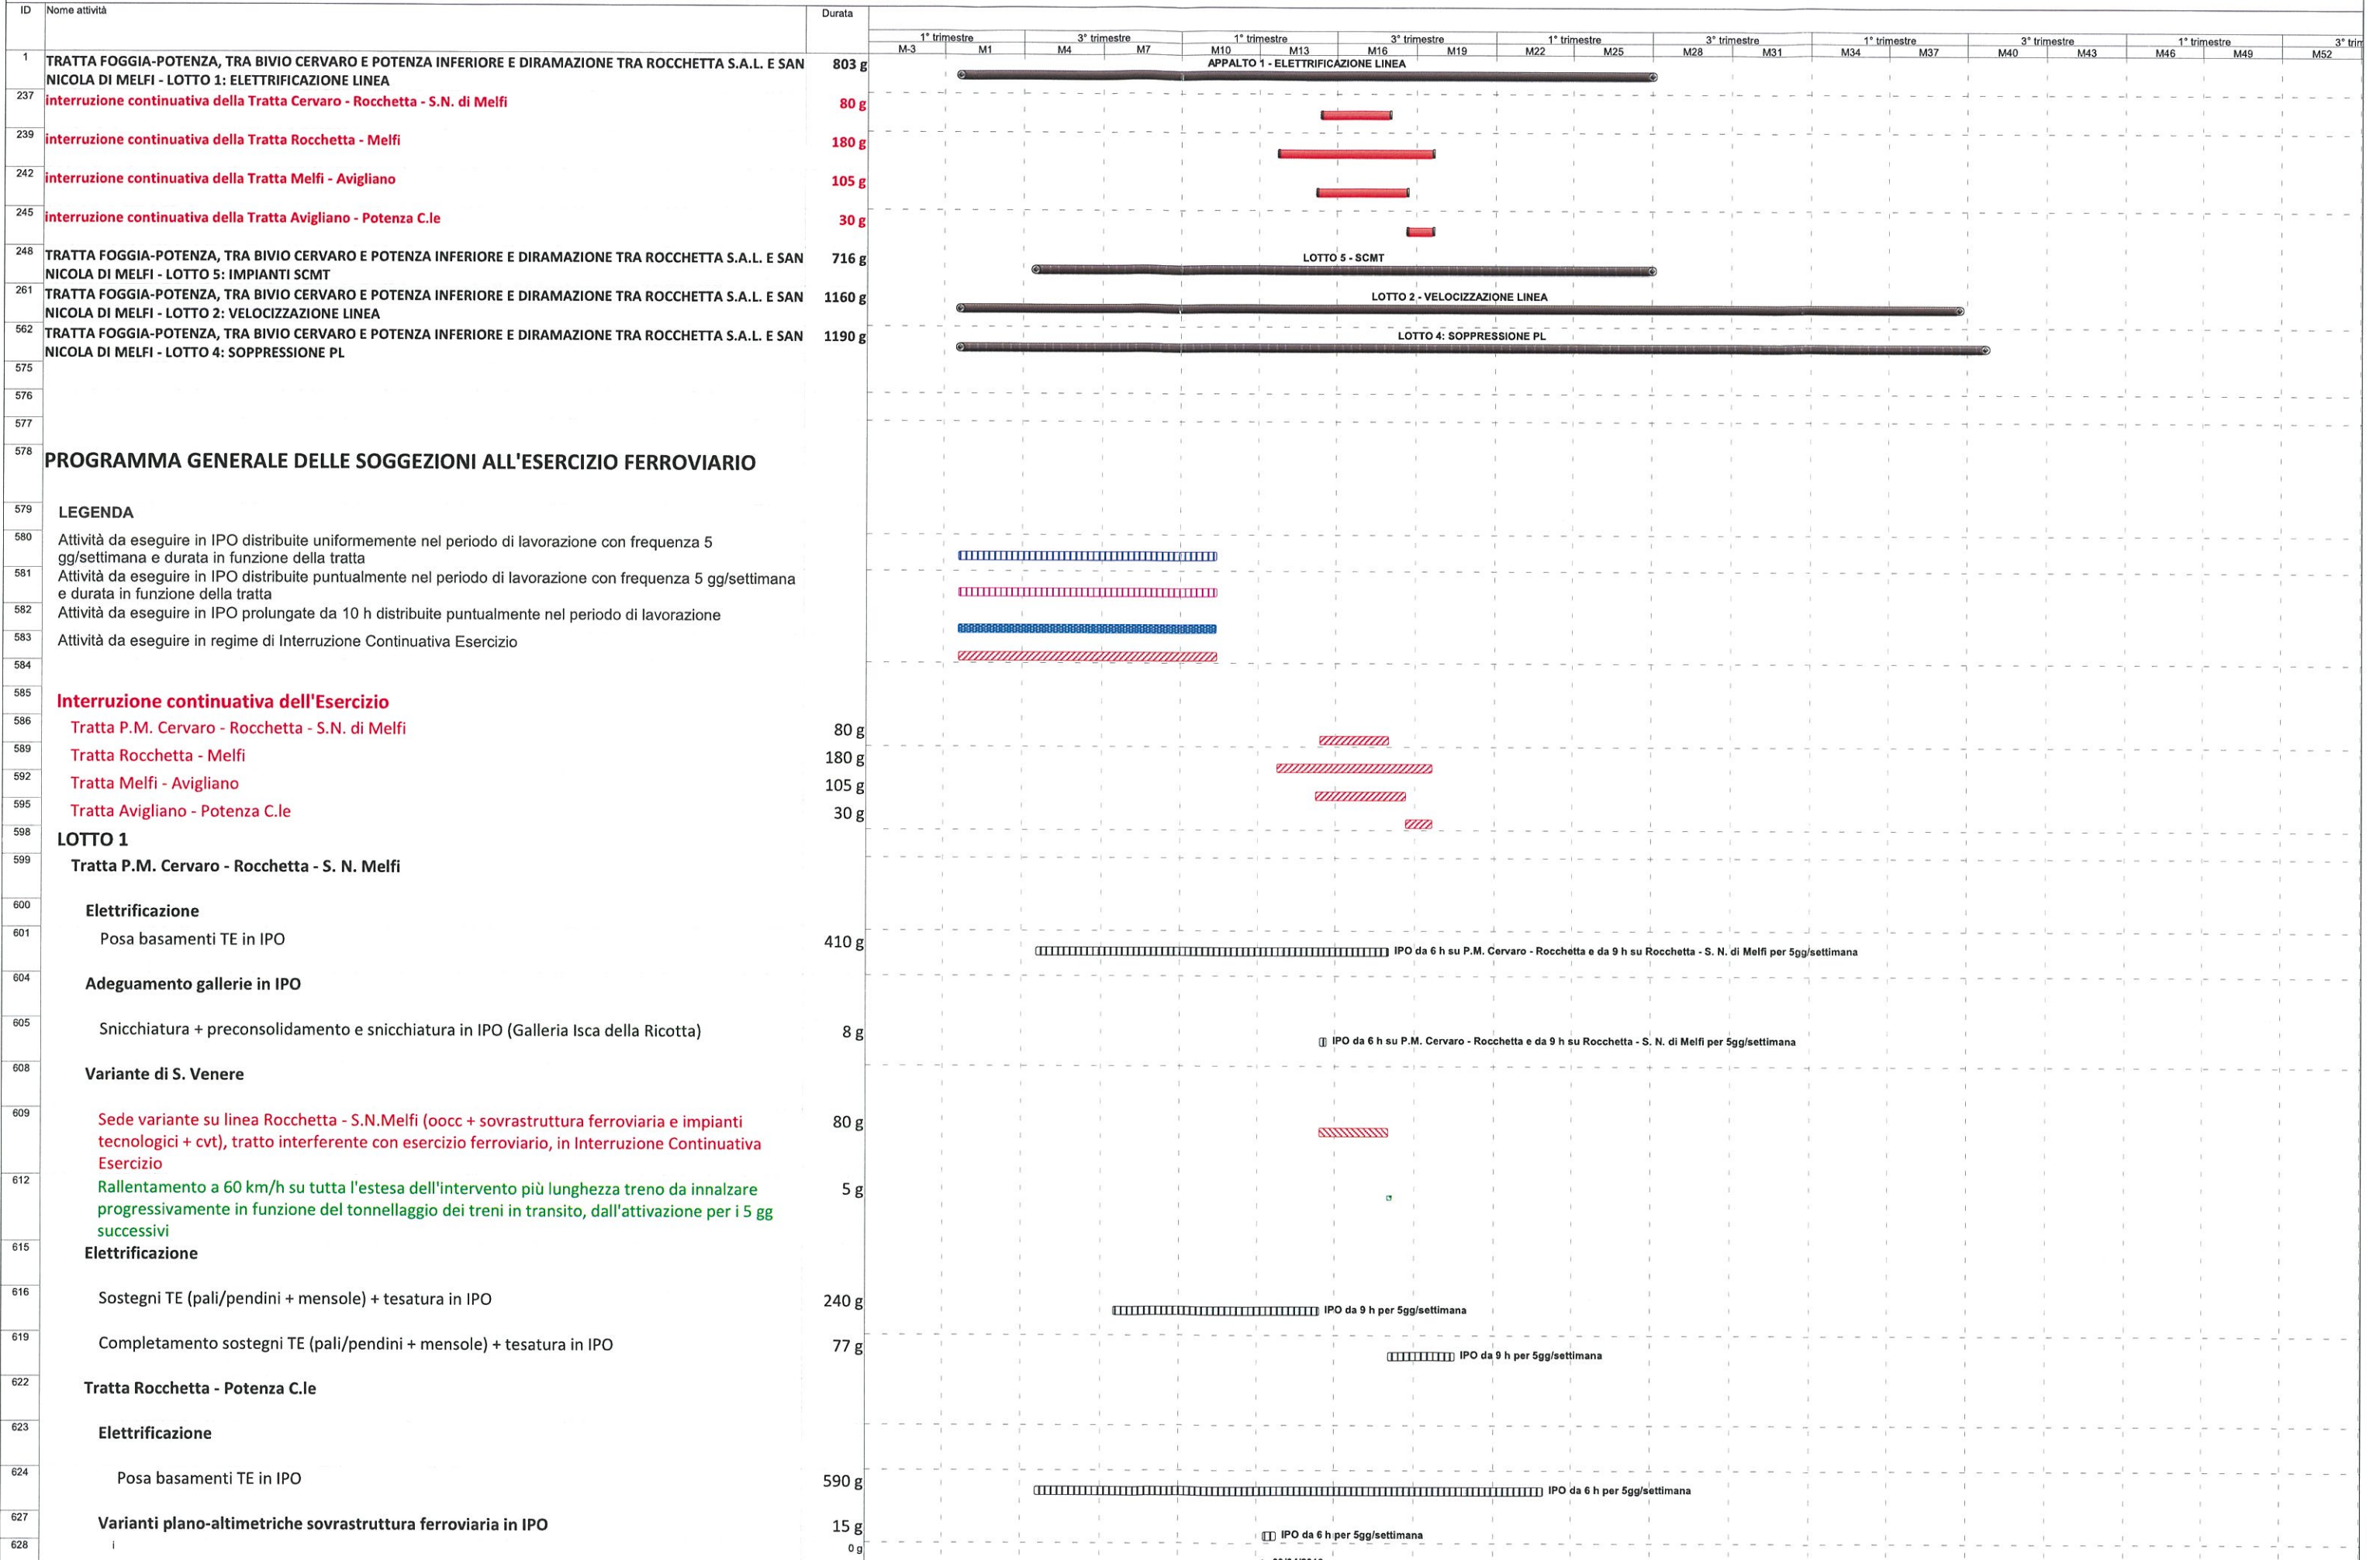 ID Nome attività Durata
1° trimestre 3° trimestre 1° trimestre 3° trimestre 1° trimestre 3° trimestre 1° trimestre 3° trimestre 1° trimestre 3° trim
M-3 M1 M4 M7 M10 M13 M16 M19 M22 M25 M28 M31 M34 M37 M40 M43 M46 M49 M52
1 TRATTA FOGGIA-POTENZA, TRA BIVIO CERVARO E POTENZA INFERIORE E DIRAMAZIONE TRA ROCCHETTA S.A.L. E SAN 803 g APPALTO 1 - ELETTRIFICAZIONE LINEA
NICOLA DI MELFI - LOTTO 1: ELETTRIFICAZIONE LINEA
237 interruzione continuativa della Tratta Cervaro - Rocchetta - S.N. di Melfi 80 g
239 interruzione continuativa della Tratta Rocchetta - Melfi 180 g
242 interruzione continuativa della Tratta Melfi - Avigliano 105 g
245 interruzione continuativa della Tratta Avigliano - Potenza C.le 30 g
248 TRATTA FOGGIA-POTENZA, TRA BIVIO CERVARO E POTENZA INFERIORE E DIRAMAZIONE TRA ROCCHETTA S.A.L. E SAN 716 g LOTTO 5 - SCMT
NICOLA DI MELFI - LOTTO 5: IMPIANTI SCMT
261 TRATTA FOGGIA-POTENZA, TRA BIVIO CERVARO E POTENZA INFERIORE E DIRAMAZIONE TRA ROCCHETTA S.A.L. E SAN 1160 g LOTTO 2 - VELOCIZZAZIONE LINEA
NICOLA DI MELFI - LOTTO 2: VELOCIZZAZIONE LINEA
562 TRATTA FOGGIA-POTENZA, TRA BIVIO CERVARO E POTENZA INFERIORE E DIRAMAZIONE TRA ROCCHETTA S.A.L. E SAN 1190 g LOTTO 4: SOPPRESSIONE PL
NICOLA DI MELFI - LOTTO 4: SOPPRESSIONE PL
575
576
577
578 PROGRAMMA GENERALE DELLE SOGGEZIONI ALL'ESERCIZIO FERROVIARIO
579 LEGENDA
580 Attività da eseguire in IPO distribuite uniformemente nel periodo di lavorazione con frequenza 5
gg/settimana e durata in funzione della tratta
581 Attività da eseguire in IPO distribuite puntualmente nel periodo di lavorazione con frequenza 5 gg/settimana
e durata in funzione della tratta
582 Attività da eseguire in IPO prolungate da 10 h distribuite puntualmente nel periodo di lavorazione
583 Attività da eseguire in regime di Interruzione Continuativa Esercizio
584
585 Interruzione continuativa dell'Esercizio
586 Tratta P.M. Cervaro - Rocchetta - S.N. di Melfi 80 g
589 Tratta Rocchetta - Melfi 180 g
592 Tratta Melfi - Avigliano 105 g
595 Tratta Avigliano - Potenza C.le 30 g
598 LOTTO 1
599 Tratta P.M. Cervaro - Rocchetta - S. N. Melfi
600 Elettrificazione
601 Posa basamenti TE in IPO 410 g IPO da 6 h su P.M. Cervaro - Rocchetta e da 9 h su Rocchetta - S. N. di Melfi per 5gg/settimana
604 Adeguamento gallerie in IPO
605 Snicchiatura + preconsolidamento e snicchiatura in IPO (Galleria Isca della Ricotta) 8 g IPO da 6 h su P.M. Cervaro - Rocchetta e da 9 h su Rocchetta - S. N. di Melfi per 5gg/settimana
608 Variante di S. Venere
609 Sede variante su linea Rocchetta - S.N.Melfi (oocc + sovrastruttura ferroviaria e impianti 80 g
tecnologici + cvt), tratto interferente con esercizio ferroviario, in Interruzione Continuativa
Esercizio
612 Rallentamento a 60 km/h su tutta l'estesa dell'intervento più lunghezza treno da innalzare 5 g
progressivamente in funzione del tonnellaggio dei treni in transito, dall'attivazione per i 5 gg
successivi
615 Elettrificazione
616 Sostegni TE (pali/pendini + mensole) + tesatura in IPO 240 g IPO da 9 h per 5gg/settimana
619 Completamento sostegni TE (pali/pendini + mensole) + tesatura in IPO 77 g IPO da 9 h per 5gg/settimana
622 Tratta Rocchetta - Potenza C.le
623 Elettrificazione
624 Posa basamenti TE in IPO 590 g IPO da 6 h per 5gg/settimana
627 Varianti plano-altimetriche sovrastruttura ferroviaria in IPO 15 g IPO da 6 h per 5gg/settimana
628 i 0 g